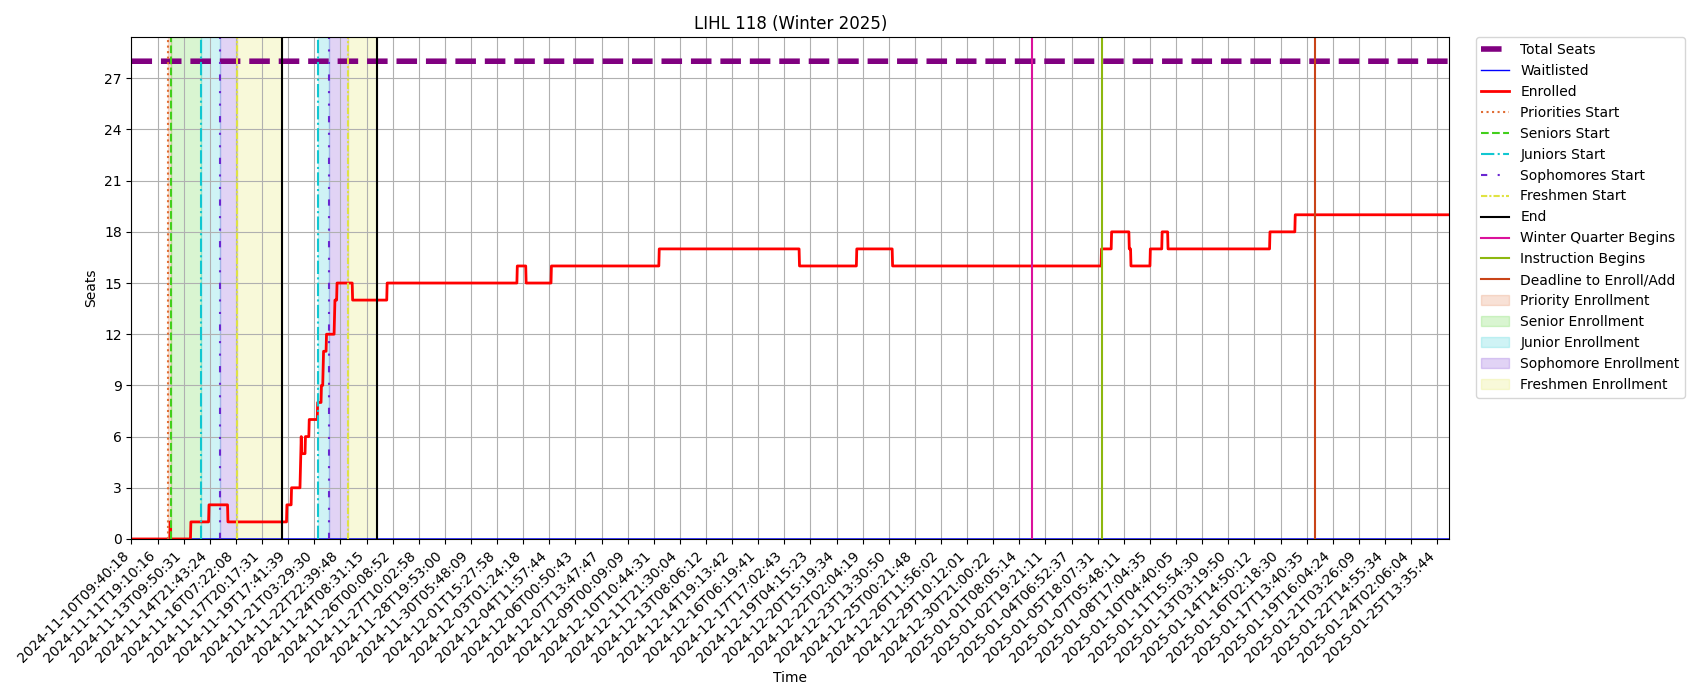 LIHL 118 (Winter 2025)
Total Seats
Waitlisted
Enrolled
Priorities Start
Seniors Start
Juniors Start
Sophomores Start
Freshmen Start
End
Winter Quarter Begins
Instruction Begins
Deadline to Enroll/Add
Priority Enrollment
Senior Enrollment
Junior Enrollment
Sophomore Enrollment
Freshmen Enrollment
Seats
27
24
21
18
15
12
9
6
3
0
2024-11-10T09:40:18
2024-11-11T19:10:16
2024-11-13T09:50:31
2024-11-14T21:43:24
2024-11-16T07:22:08
2024-11-17T20:17:31
2024-11-19T17:41:39
2024-11-21T03:29:30
2024-11-22T22:39:48
2024-11-24T08:31:15
2024-11-26T00:08:52
2024-11-27T10:02:58
2024-11-28T19:53:00
2024-11-30T05:48:09
2024-12-01T15:27:58
2024-12-03T01:24:18
2024-12-04T11:57:44
2024-12-06T00:50:43
2024-12-07T13:47:47
2024-12-09T00:09:09
2024-12-10T10:44:31
2024-12-11T21:30:04
2024-12-13T08:06:12
2024-12-14T19:13:42
2024-12-16T06:19:41
2024-12-17T17:02:43
2024-12-19T04:15:23
2024-12-20T15:19:34
2024-12-22T02:04:19
2024-12-23T13:30:50
2024-12-25T00:21:48
2024-12-26T11:56:02
2024-12-29T10:12:01
2024-12-30T21:00:22
2025-01-01T08:05:14
2025-01-02T19:21:11
2025-01-04T06:52:37
2025-01-05T18:07:31
2025-01-07T05:48:11
2025-01-08T17:04:35
2025-01-10T04:40:05
2025-01-11T15:54:30
2025-01-13T03:19:50
2025-01-14T14:50:12
2025-01-16T02:18:30
2025-01-17T13:40:35
2025-01-19T16:04:24
2025-01-21T03:26:09
2025-01-22T14:55:34
2025-01-24T02:06:04
2025-01-25T13:35:44
Time